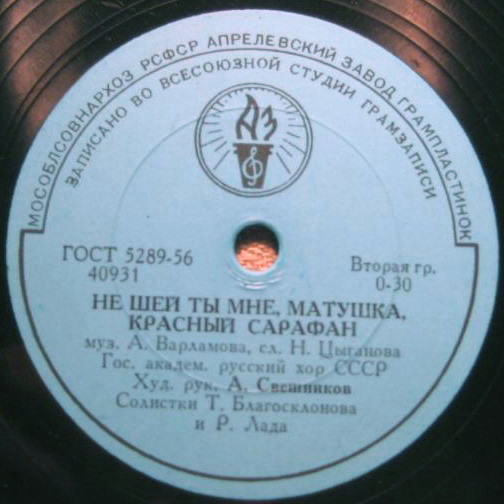 МОСОБЛСОВНАРХОЗ РСФСР АПРЕЛЕВСКИЙ ЗАВОД ГРАМПЛАСТИНОК
ЗАПИСАНО ВО ВСЕСОЮЗНОЙ СТУДИИ ГРАМЗАПИСИ
АЗ
ГОСТ 5289-56
40931
Вторая гр.
0-30
НЕ ШЕЙ ТЫ МНЕ, МАТУШКА,
КРАСНЫЙ САРАФАН
муз. А. Варламова, сл. Н. Цыганова
Гос. академ. русский хор СССР
Худ. рук. А. Свешников
Солистки Т. Благосклонова
и Р. Лада